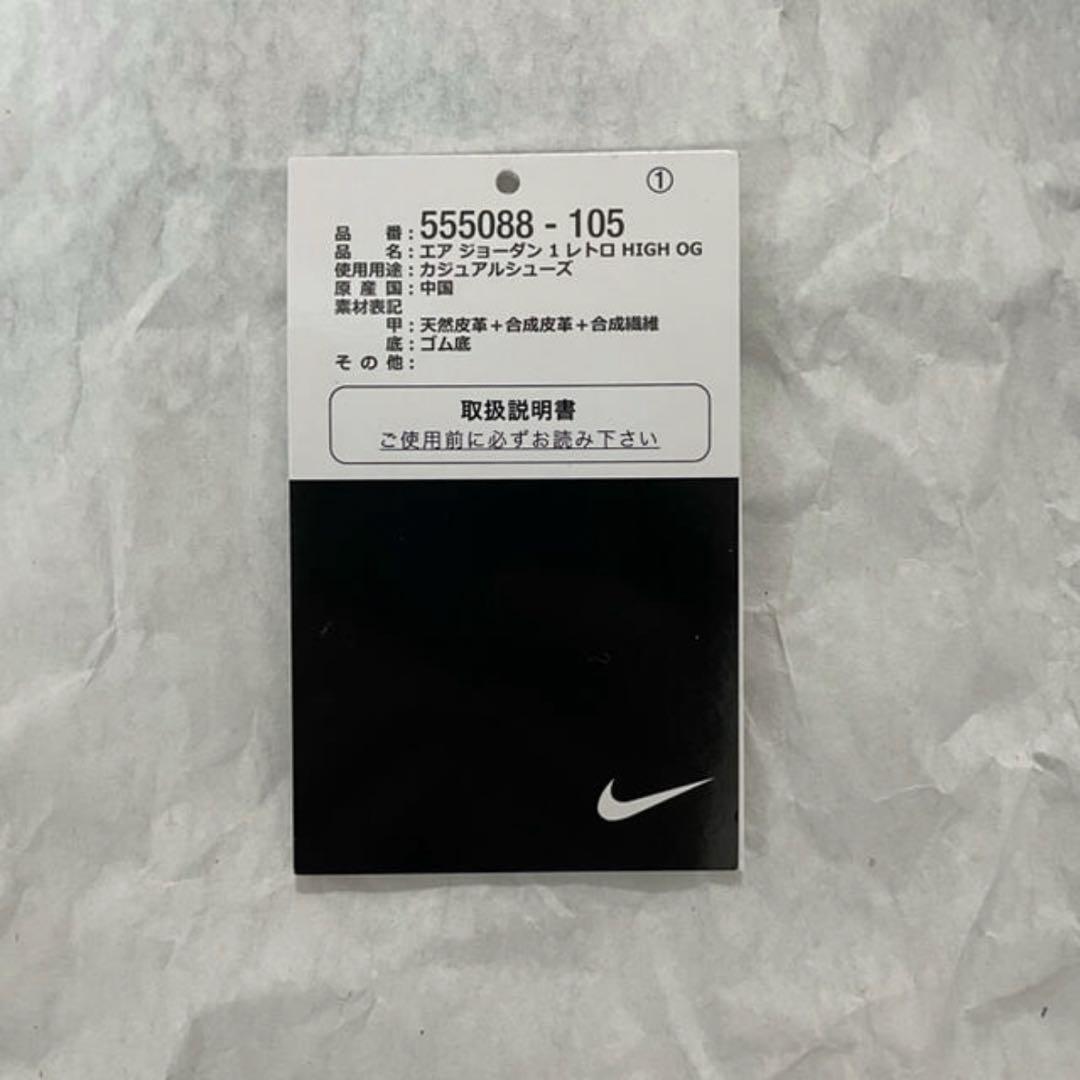 ①
品番:555088 - 105
品名:エア ジョーダン 1 レトロ HIGH OG
使用用途:カジュアルシューズ
原産国:中国
素材表記
甲:天然皮革+合成皮革+合成繊維
底:ゴム底
その他:
取扱説明書
ご使用前に必ずお読み下さい